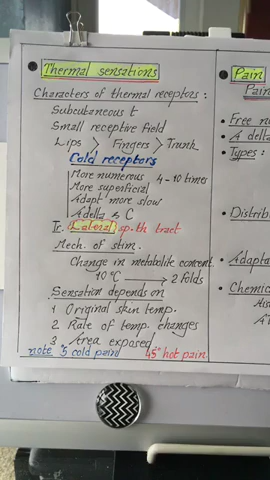 Thermal sensations
Characters of thermal receptors :
Subcutaneous t
Small receptive field
Lips > Fingers > Trunk
Cold receptors
More numerous 4-10 times
More superficial
Adapt more slow
A delta & C
Tr. Lateral sp. th tract
Mech. of stim.
Change in metabolic
10 °C → 2 folds
Sensation depends on
1 Original skin temp.
2 Rate of temp. changes
3 Area exposed
note 5 cold pain 45° hot pain
Pain
Pain
• Free
• A delta
• Types :
• Distrib
• Adapta
• Chemic